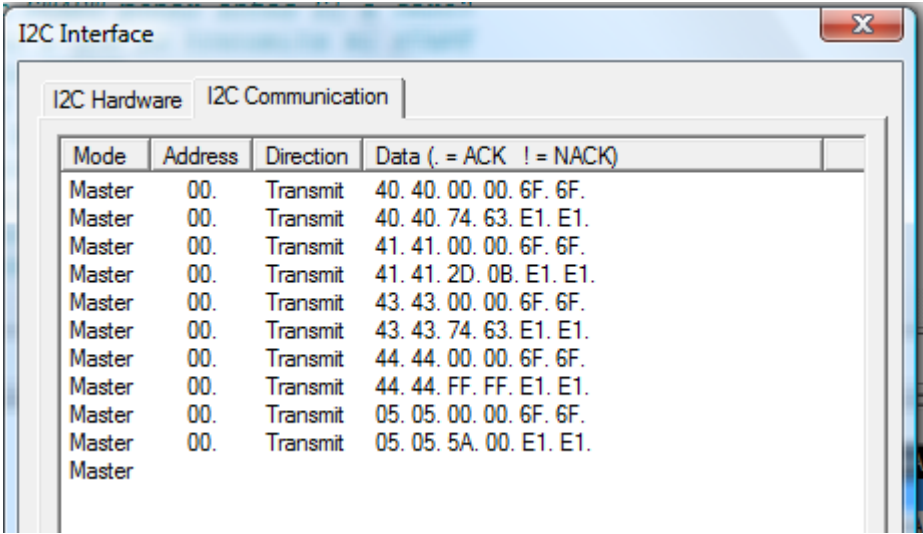 I2C Interface
I2C Hardware I2C Communication
Mode Address Direction Data (. = ACK ! = NACK)
Master 00. Transmit 40. 40. 00. 00. 6F. 6F.
Master 00. Transmit 40. 40. 74. 63. E1. E1.
Master 00. Transmit 41. 41. 00. 00. 6F. 6F.
Master 00. Transmit 41. 41. 2D. 0B. E1. E1.
Master 00. Transmit 43. 43. 00. 00. 6F. 6F.
Master 00. Transmit 43. 43. 74. 63. E1. E1.
Master 00. Transmit 44. 44. 00. 00. 6F. 6F.
Master 00. Transmit 44. 44. FF. FF. E1. E1.
Master 00. Transmit 05. 05. 00. 00. 6F. 6F.
Master 00. Transmit 05. 05. 5A. 00. E1. E1.
Master